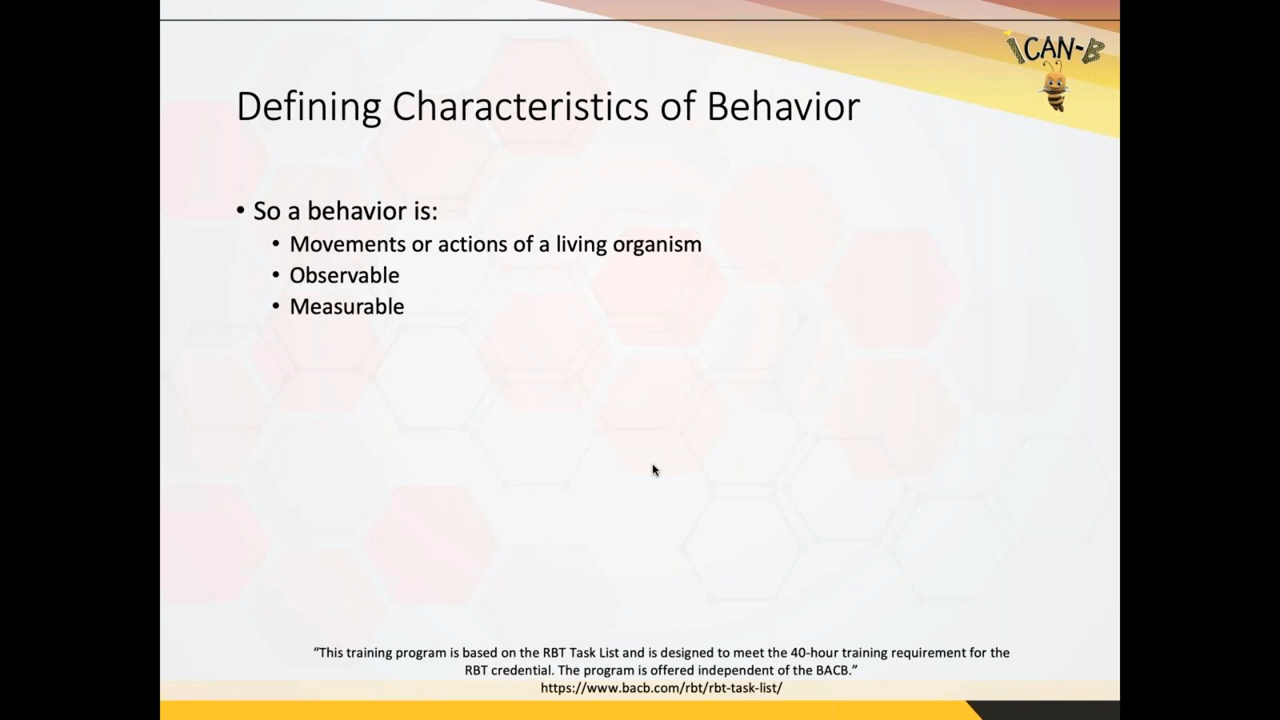 ICAN-B
Defining Characteristics of Behavior
• So a behavior is:
• Movements or actions of a living organism
• Observable
• Measurable
“This training program is based on the RBT Task List and is designed to meet the 40-hour training requirement for the
RBT credential. The program is offered independent of the BACB.”
https://www.bacb.com/rbt/rbt-task-list/